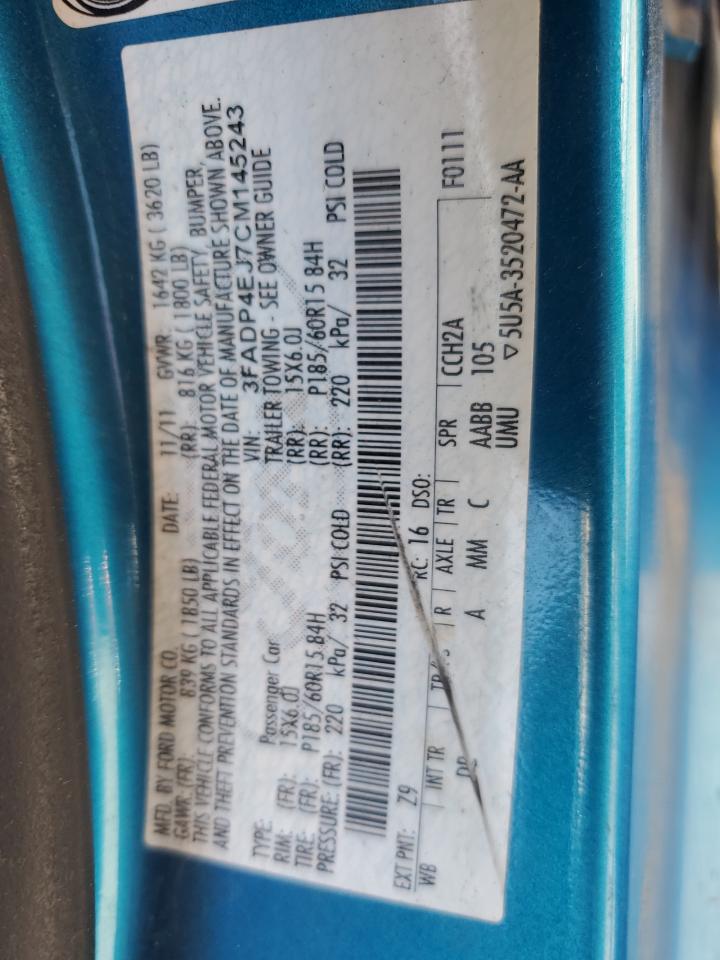 MFD. BY FORD MOTOR CO. DATE: 11/11 GVWR: 1642 KG ( 3620 LB)
GAWR: (FR): 839 KG ( 1850 LB) (RR): 816 KG ( 1800 LB)
THIS VEHICLE CONFORMS TO ALL APPLICABLE FEDERAL MOTOR VEHICLE SAFETY, BUMPER,
AND THEFT PREVENTION STANDARDS IN EFFECT ON THE DATE OF MANUFACTURE SHOWN ABOVE.
VIN: 3FADP4EJ7CM145243
TYPE: Passenger Car TRAILER TOWING - SEE OWNER GUIDE
RIM: (FR): 15X6.0J (RR): 15X6.0J
TIRE: (FR): P185/60R15 84H (RR): P185/60R15 84H
PRESSURE: (FR): 220 kPa/ 32 PSI COLD (RR): 220 kPa/ 32 PSI COLD
EXT PNT: Z9 RC: 16 DSO: F0111
WB INT TR R AXLE TR SPR CCH2A
A MM C AABB 105
UMU ▽5U5A-3520472-AA